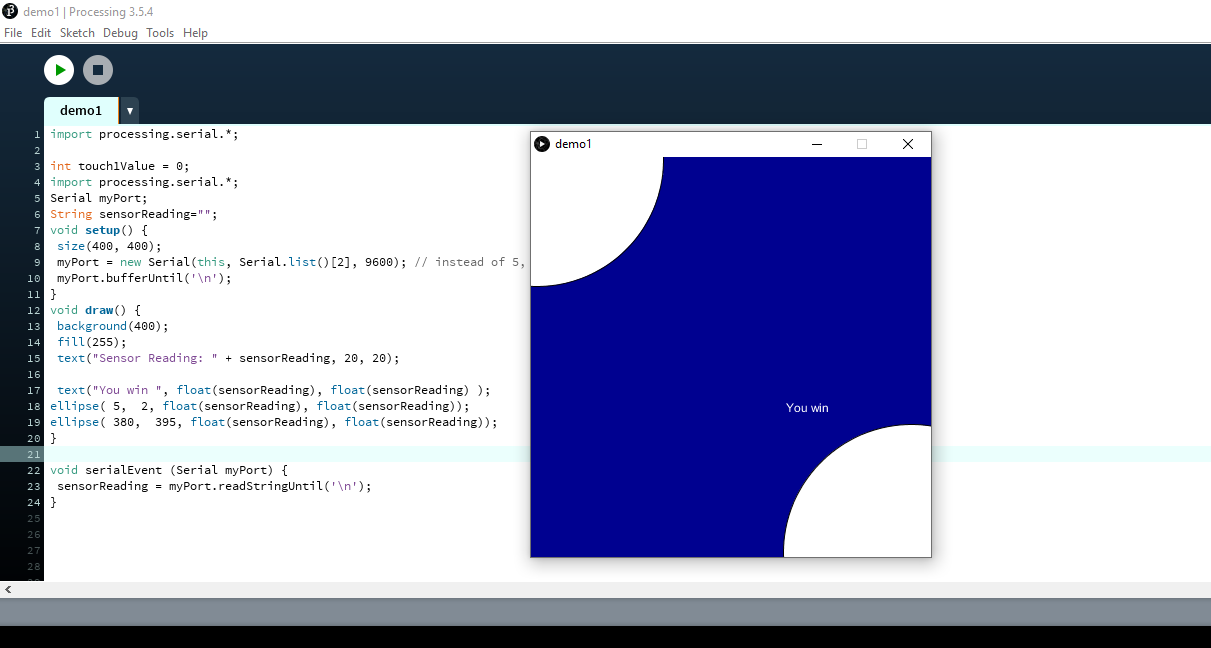 demo1 | Processing 3.5.4
File Edit Sketch Debug Tools Help
demo1
1 import processing.serial.*;
2
3 int touch1Value = 0;
4 import processing.serial.*;
5 Serial myPort;
6 String sensorReading="";
7 void setup() {
8 size(400, 400);
9 myPort = new Serial(this, Serial.list()[2], 9600); // instead of 5,
10 myPort.bufferUntil('\n');
11 }
12 void draw() {
13 background(400);
14 fill(255);
15 text("Sensor Reading: " + sensorReading, 20, 20);
16
17 text("You win ", float(sensorReading), float(sensorReading) );
18 ellipse( 5,  2, float(sensorReading), float(sensorReading));
19 ellipse( 380,  395, float(sensorReading), float(sensorReading));
20 }
21
22 void serialEvent (Serial myPort) {
23 sensorReading = myPort.readStringUntil('\n');
24 }
25
26
27
28
demo1
You win